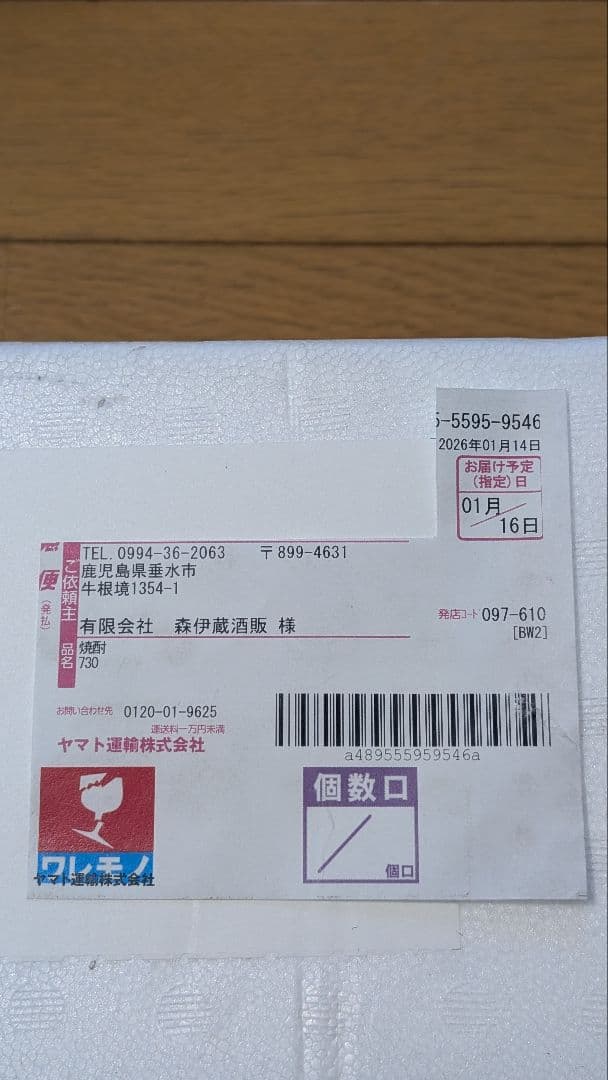 5-5595-9546
2026年01月14日
お届け予定
(指定)日
01月
16日
TEL. 0994-36-2063 〒899-4631
鹿児島県垂水市
牛根境1354-1
有限会社 森伊蔵酒販 様
ご依頼主
便
(発払)
発店コード 097-610
[BW2]
品名
焼酎
730
お問い合わせ先 0120-01-9625
運送料一万円未満
ヤマト運輸株式会社
a489555959546a
ワレモノ
ヤマト運輸株式会社
個数口
個口